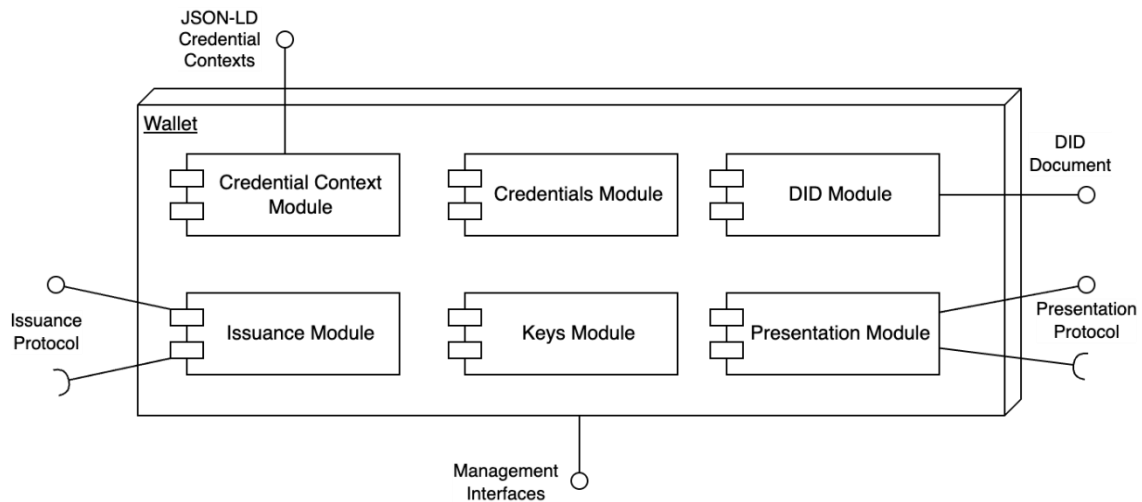 JSON-LD
Credential
Contexts
Wallet
Credential Context
Module
Credentials Module
DID Module
DID
Document
Issuance
Protocol
Issuance Module
Keys Module
Presentation Module
Presentation
Protocol
Management
Interfaces